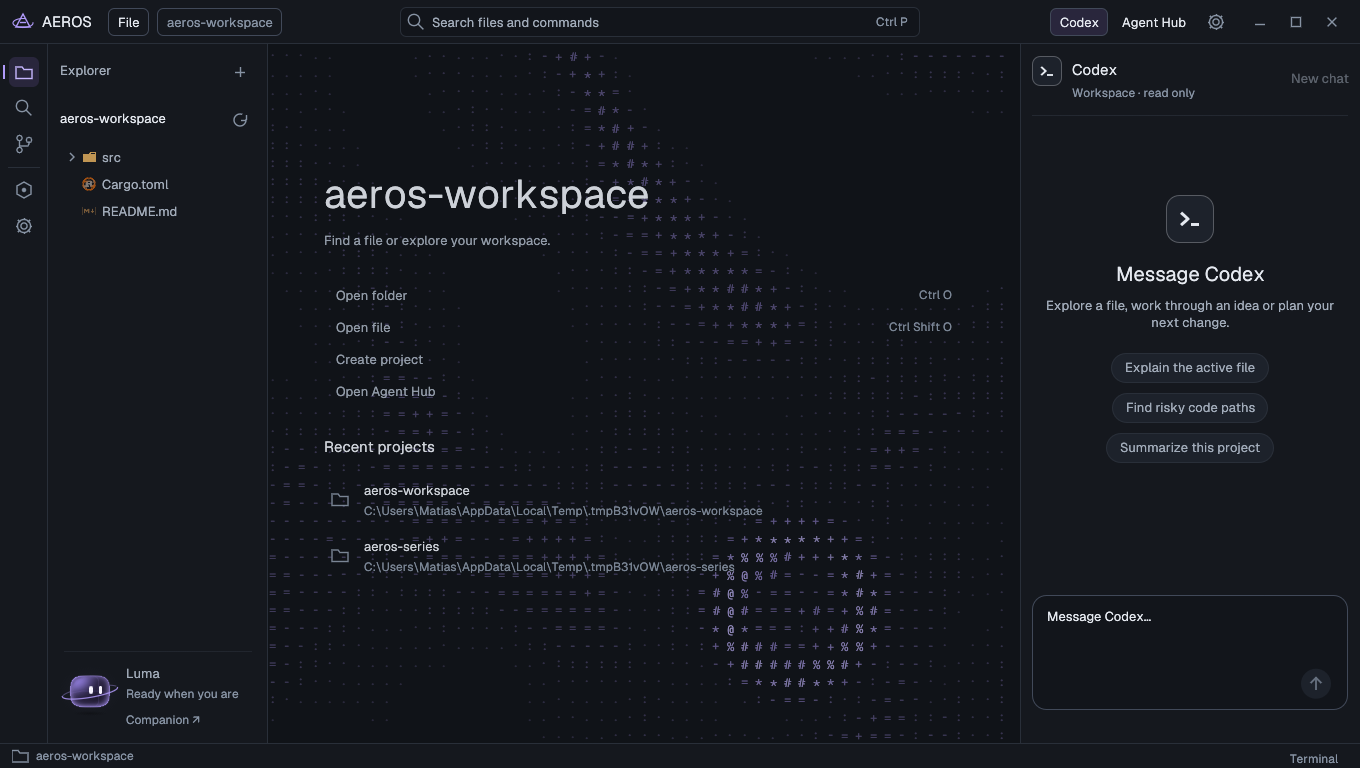 AEROS
File
aeros-workspace
Search files and commands
Ctrl P
Codex
Agent Hub
Explorer
+
aeros-workspace
src
Cargo.toml
README.md
Luma
Ready when you are
Companion ↗
aeros-workspace
Find a file or explore your workspace.
Open folder
Ctrl O
Open file
Ctrl Shift O
Create project
Open Agent Hub
Recent projects
aeros-workspace
C:\Users\Matias\AppData\Local\Temp\.tmpB31vOW\aeros-workspace
aeros-series
C:\Users\Matias\AppData\Local\Temp\.tmpB31vOW\aeros-series
Codex
Workspace · read only
New chat
Message Codex
Explore a file, work through an idea or plan your
next change.
Explain the active file
Find risky code paths
Summarize this project
Message Codex…
aeros-workspace
Terminal